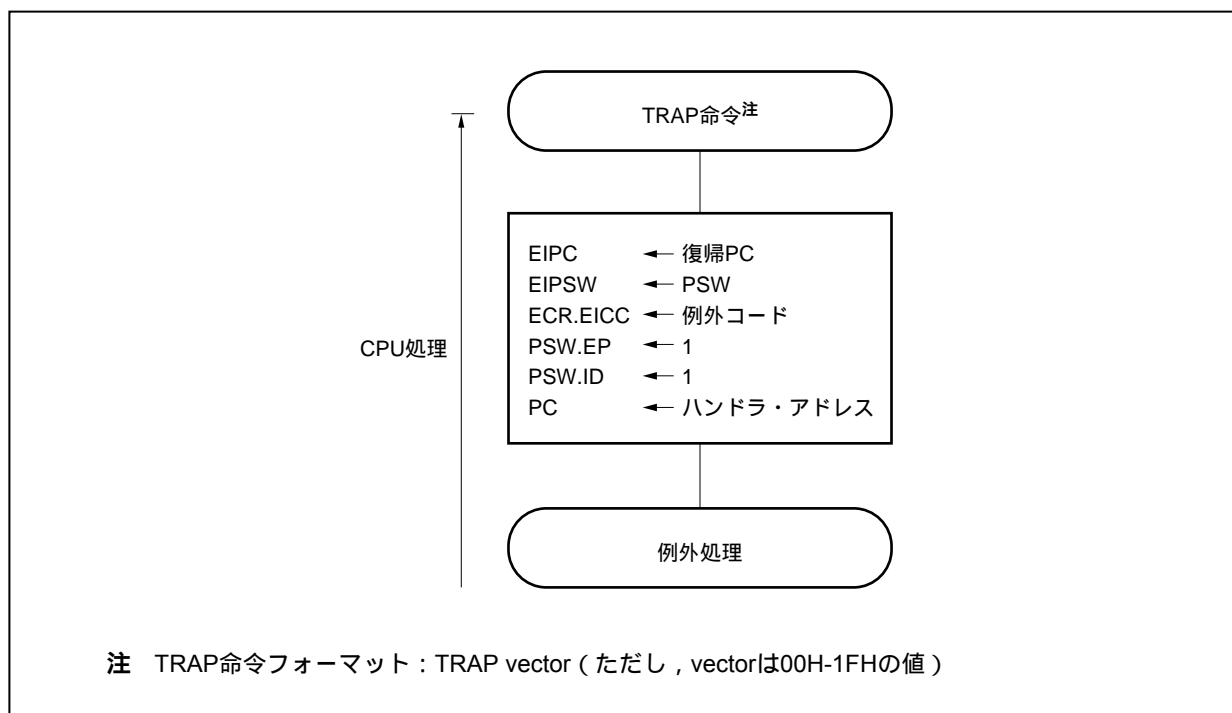 TRAP命令注
CPU処理
EIPC ← 復帰PC
EIPSW ← PSW
ECR.EICC ← 例外コード
PSW.EP ← 1
PSW.ID ← 1
PC ← ハンドラ・アドレス
例外処理
注 TRAP命令フォーマット：TRAP vector（ただし，vectorは00H-1FHの値）